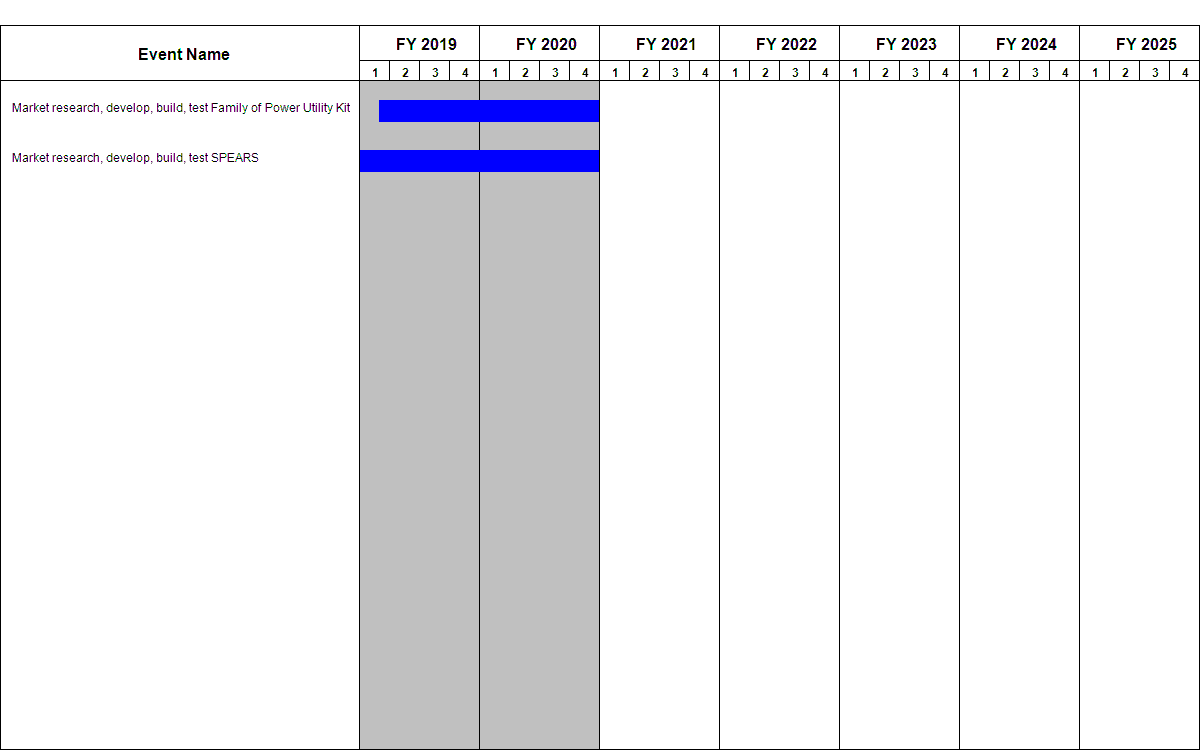 Event Name
FY 2019 FY 2020 FY 2021 FY 2022 FY 2023 FY 2024 FY 2025
1 2 3 4 1 2 3 4 1 2 3 4 1 2 3 4 1 2 3 4 1 2 3 4 1 2 3 4
Market research, develop, build, test Family of Power Utility Kit
Market research, develop, build, test SPEARS